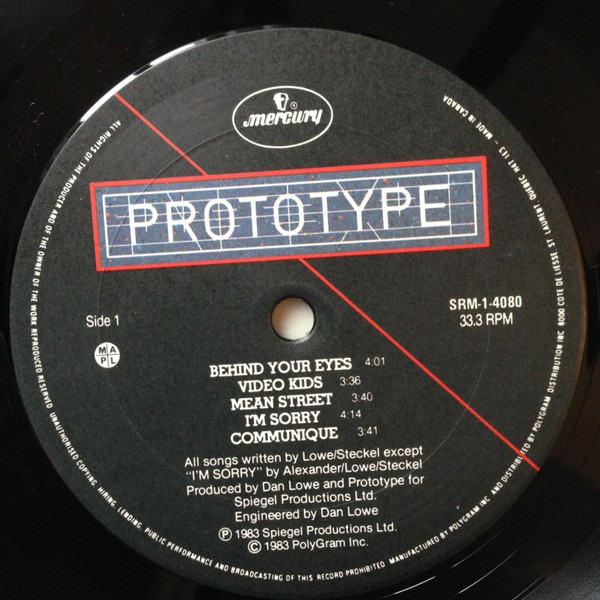 mercury
PROTOTYPE
Side 1
M A
P L
SRM-1-4080
33.3 RPM
BEHIND YOUR EYES 4:01
VIDEO KIDS 3:36
MEAN STREET 3:40
I'M SORRY 4:14
COMMUNIQUE 3:41
All songs written by Lowe/Steckel except
"I'M SORRY" by Alexander/Lowe/Steckel
Produced by Dan Lowe and Prototype for
Spiegel Productions Ltd.
Engineered by Dan Lowe
℗ 1983 Spiegel Productions Ltd.
© 1983 PolyGram Inc.
ALL RIGHTS OF THE PRODUCER AND OF THE OWNER OF THE WORK REPRODUCED RESERVED. UNAUTHORISED COPYING, HIRING, LENDING, PUBLIC PERFORMANCE AND BROADCASTING OF THIS RECORD PROHIBITED. MANUFACTURED BY POLYGRAM INC. AND DISTRIBUTED BY POLYGRAM DISTRIBUTION INC. 6000 COTE DE LIESSE, ST LAURENT QUEBEC H4T 1E3 - MADE IN CANADA